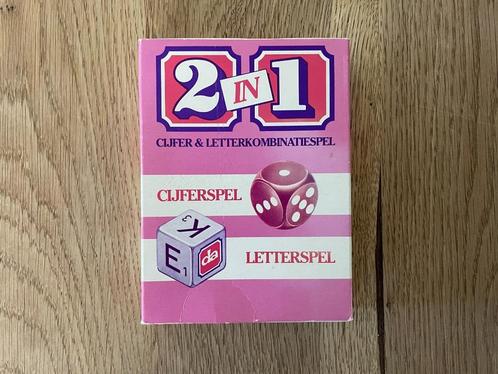 2 IN 1
CIJFER & LETTERKOMBINATIESPEL
CIJFERSPEL
K3
E1
da
LETTERSPEL